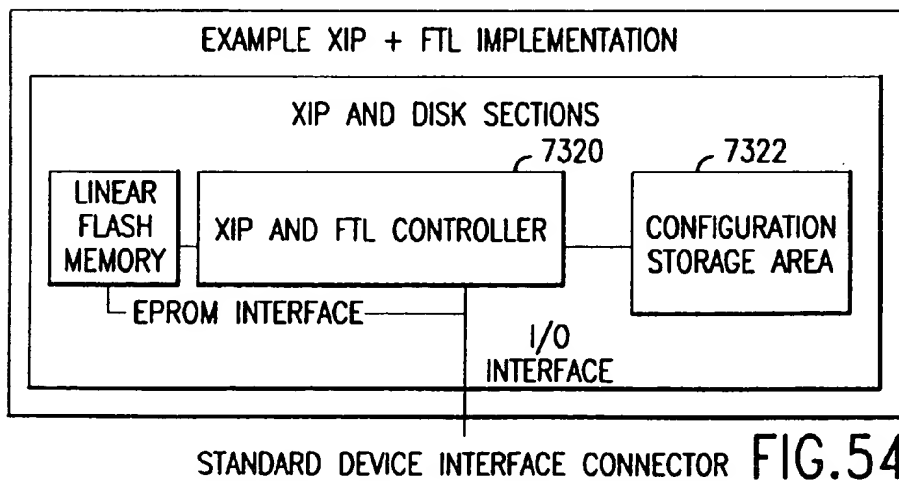 EXAMPLE XIP + FTL IMPLEMENTATION
XIP AND DISK SECTIONS
7320
7322
LINEAR
FLASH
MEMORY
XIP AND FTL CONTROLLER
CONFIGURATION
STORAGE AREA
EPROM INTERFACE
I/O
INTERFACE
STANDARD DEVICE INTERFACE CONNECTOR
FIG.54